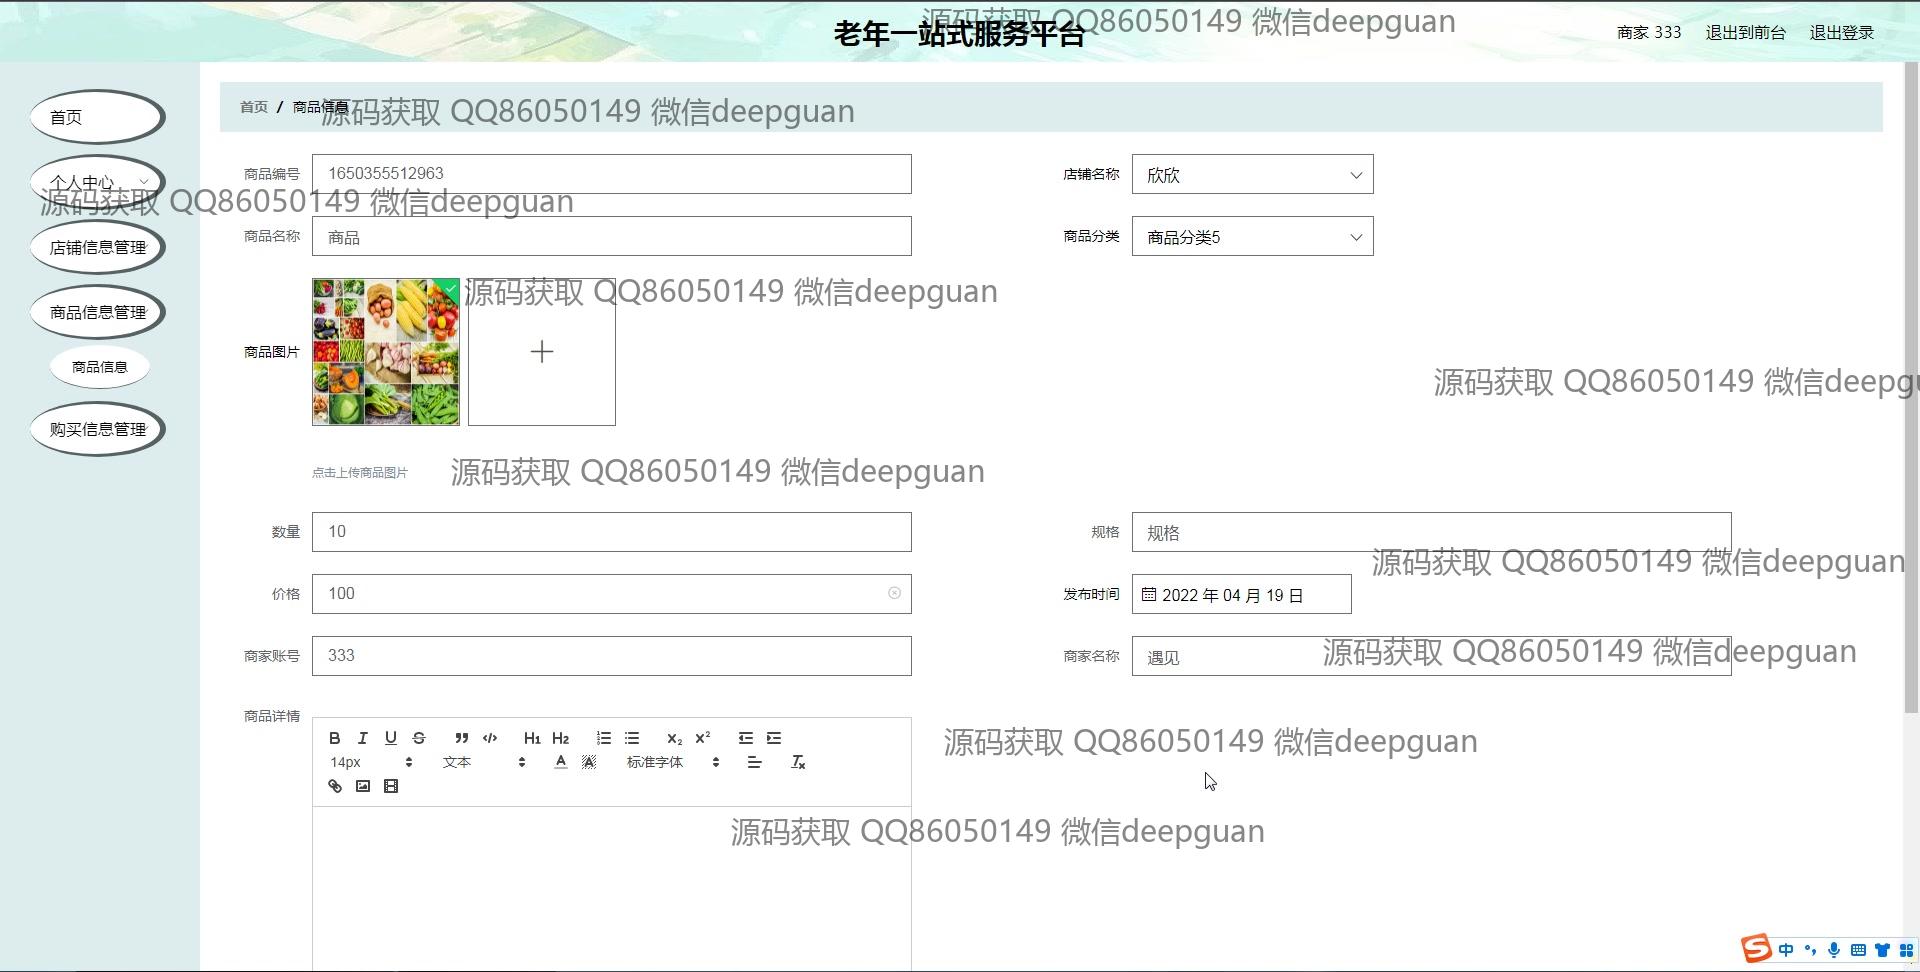 老年一站式服务平台
源码获取 QQ86050149 微信deepguan
商家 333 退出到前台 退出登录
首页
首页 / 商品信息
源码获取 QQ86050149 微信deepguan
个人中心
商品编号 1650355512963 店铺名称 欣欣
源码获取 QQ86050149 微信deepguan
店铺信息管理
商品名称 商品 商品分类 商品分类5
源码获取 QQ86050149 微信deepguan
商品信息管理
商品图片
商品信息
源码获取 QQ86050149 微信deepgu
购买信息管理
点击上传商品图片
源码获取 QQ86050149 微信deepguan
数量 10 规格 规格
源码获取 QQ86050149 微信deepguan
价格 100 发布时间 2022 年 04 月 19 日
商家账号 333 商家名称 遇见
源码获取 QQ86050149 微信deepguan
商品详情
B I U S H1 H2 X2 X2
14px 文本 A A 标准字体 Tx
源码获取 QQ86050149 微信deepguan
源码获取 QQ86050149 微信deepguan
S 中